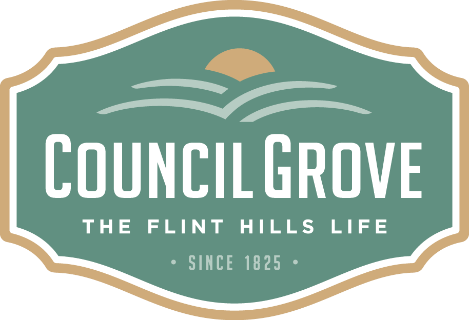 COUNCIL GROVE
THE FLINT HILLS LIFE
• SINCE 1825 •